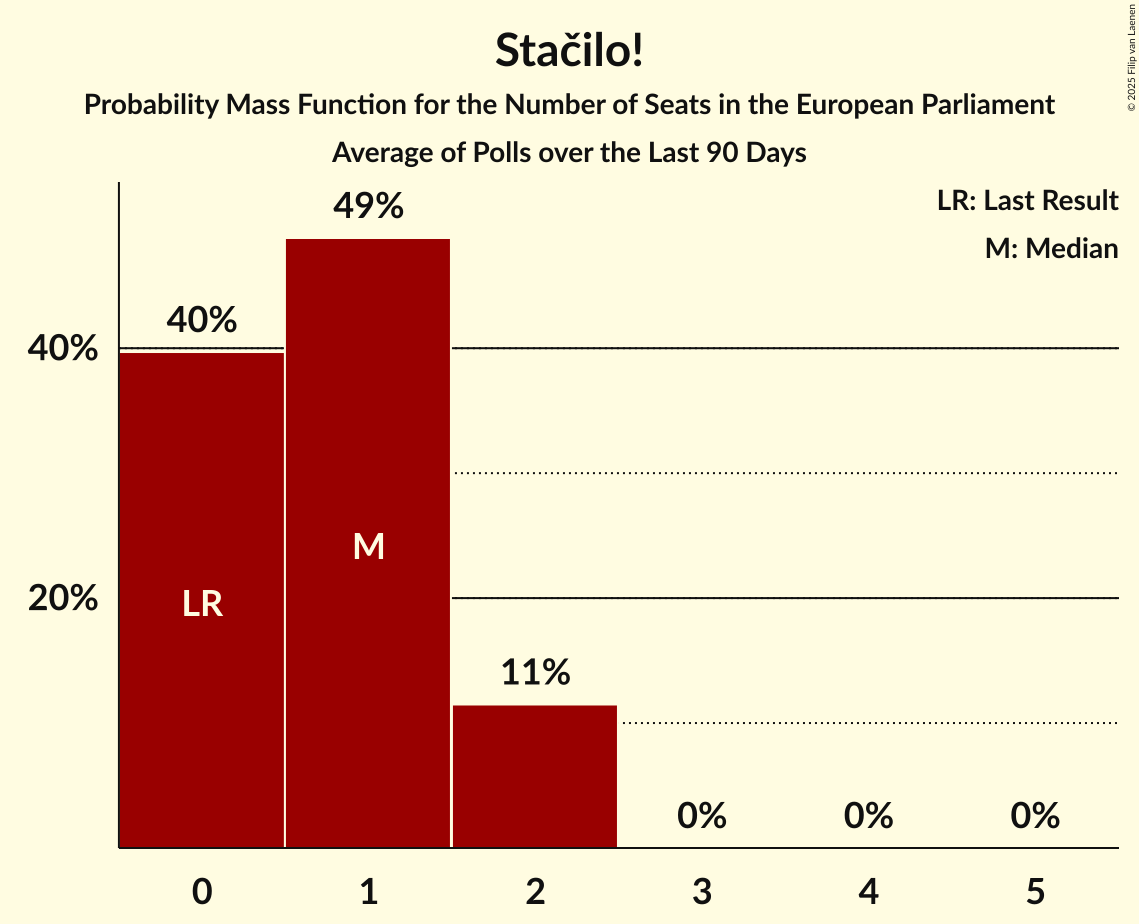 Stačilo!
Probability Mass Function for the Number of Seats in the European Parliament
Average of Polls over the Last 90 Days
© 2025 Filip van Laenen
LR: Last Result
M: Median
49%
40%
40%
M
LR
20%
11%
0% 0% 0%
0 1 2 3 4 5